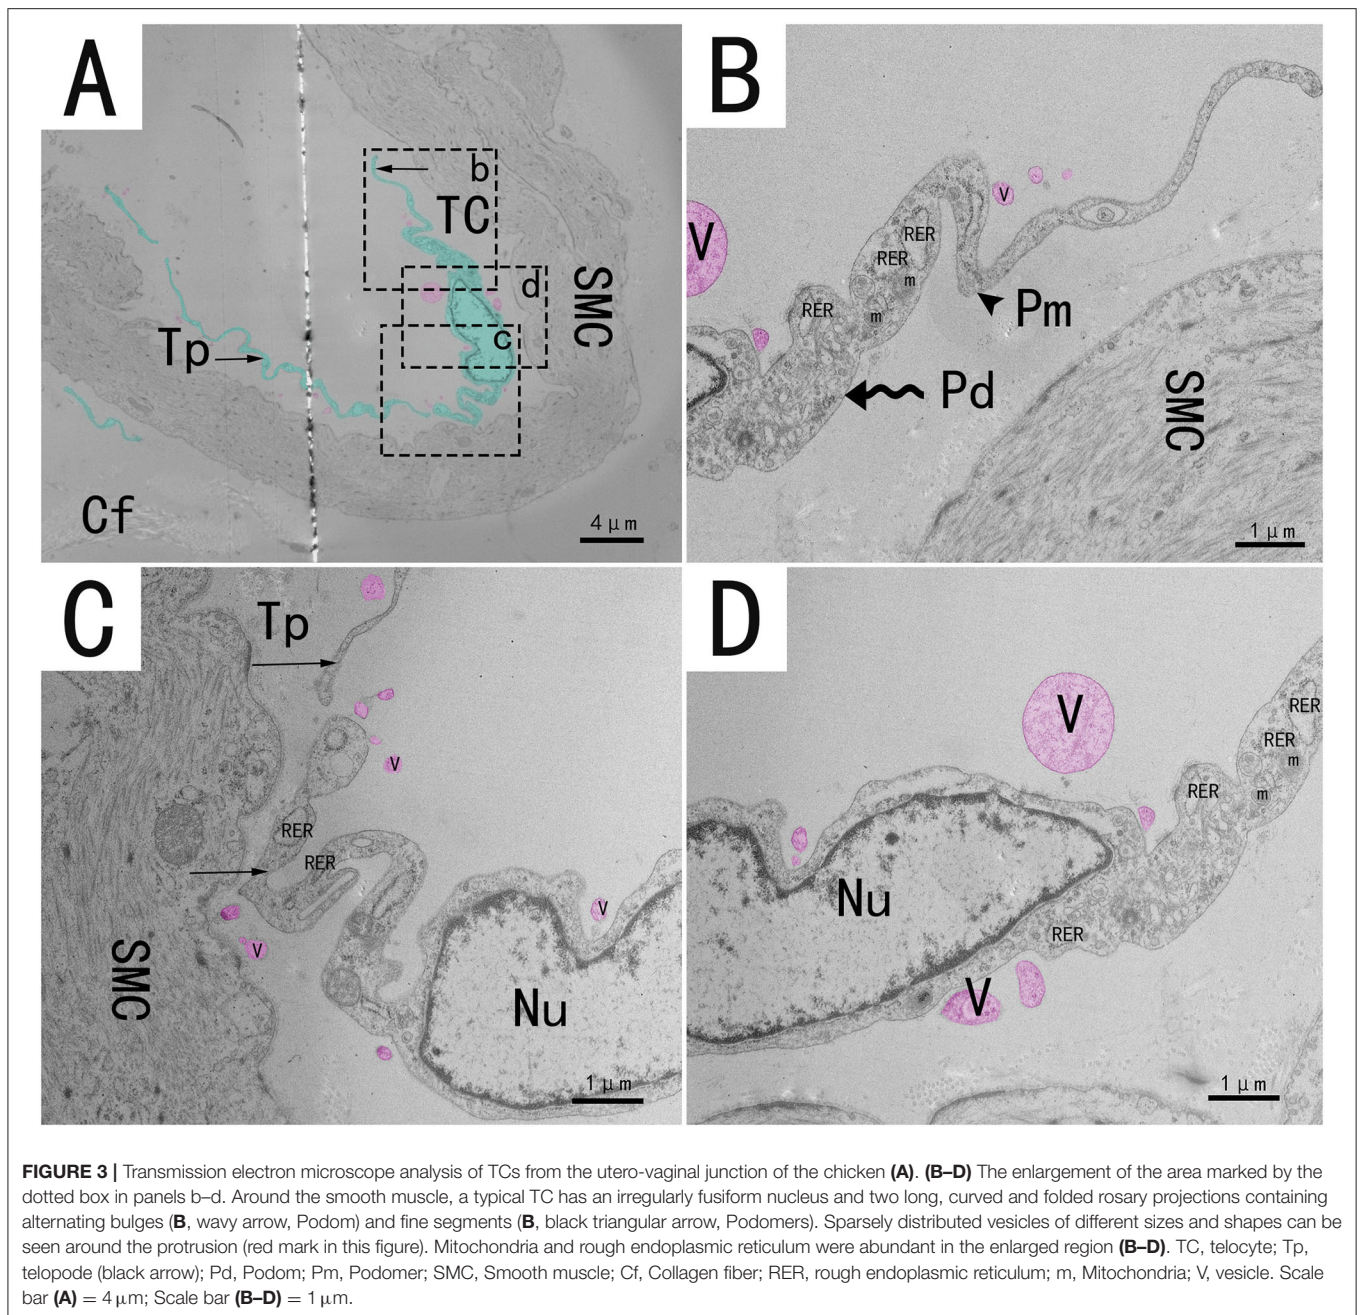 A
b
TC
d
SMC
c
Tp
Cf
4 μm
B
V
V
RER
RER
m
RER
m
Pm
Pd
SMC
1 μm
C
Tp
V
RER
RER
V
V
SMC
Nu
1 μm
D
V
RER
RER
m
RER
m
Nu
RER
V
1 μm
FIGURE 3 | Transmission electron microscope analysis of TCs from the utero-vaginal junction of the chicken (A). (B–D) The enlargement of the area marked by the
dotted box in panels b–d. Around the smooth muscle, a typical TC has an irregularly fusiform nucleus and two long, curved and folded rosary projections containing
alternating bulges (B, wavy arrow, Podom) and fine segments (B, black triangular arrow, Podomers). Sparsely distributed vesicles of different sizes and shapes can be
seen around the protrusion (red mark in this figure). Mitochondria and rough endoplasmic reticulum were abundant in the enlarged region (B–D). TC, telocyte; Tp,
telopode (black arrow); Pd, Podom; Pm, Podomer; SMC, Smooth muscle; Cf, Collagen fiber; RER, rough endoplasmic reticulum; m, Mitochondria; V, vesicle. Scale
bar (A) = 4 μm; Scale bar (B–D) = 1 μm.